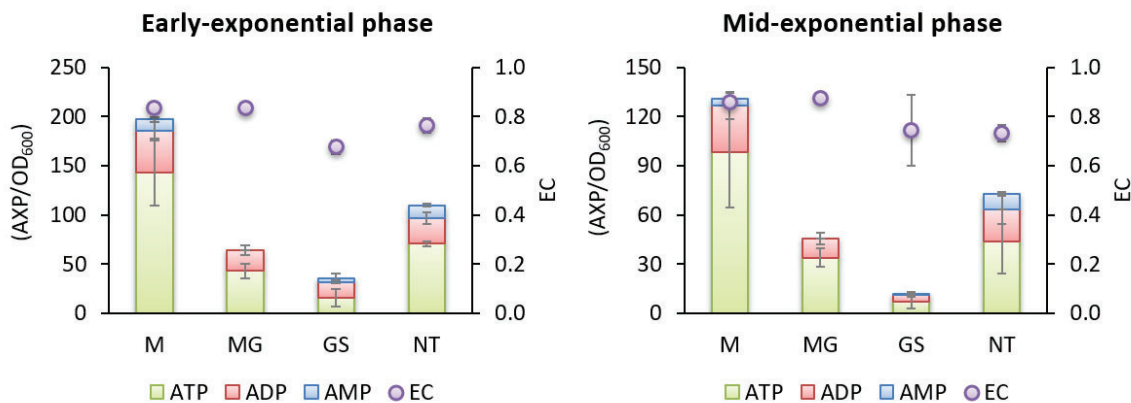 Early-exponential phase
250
200
150
100
50
0
(AXP/OD600)
1.0
0.8
0.6
0.4
0.2
0.0
EC
M MG GS NT
ATP ADP AMP EC
Mid-exponential phase
150
120
90
60
30
0
(AXP/OD600)
1.0
0.8
0.6
0.4
0.2
0.0
EC
M MG GS NT
ATP ADP AMP EC